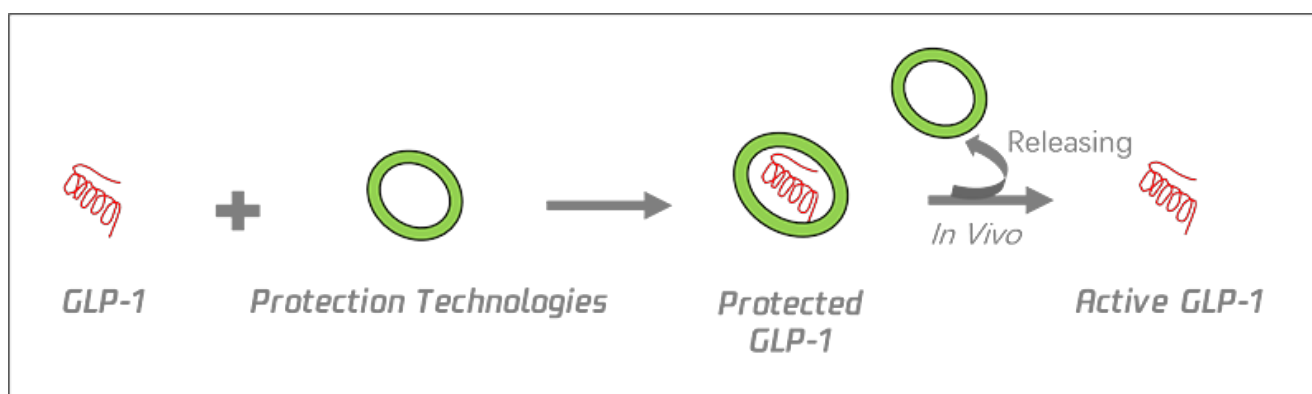 Releasing
In Vivo
GLP-1
Protection Technologies
Protected
GLP-1
Active GLP-1